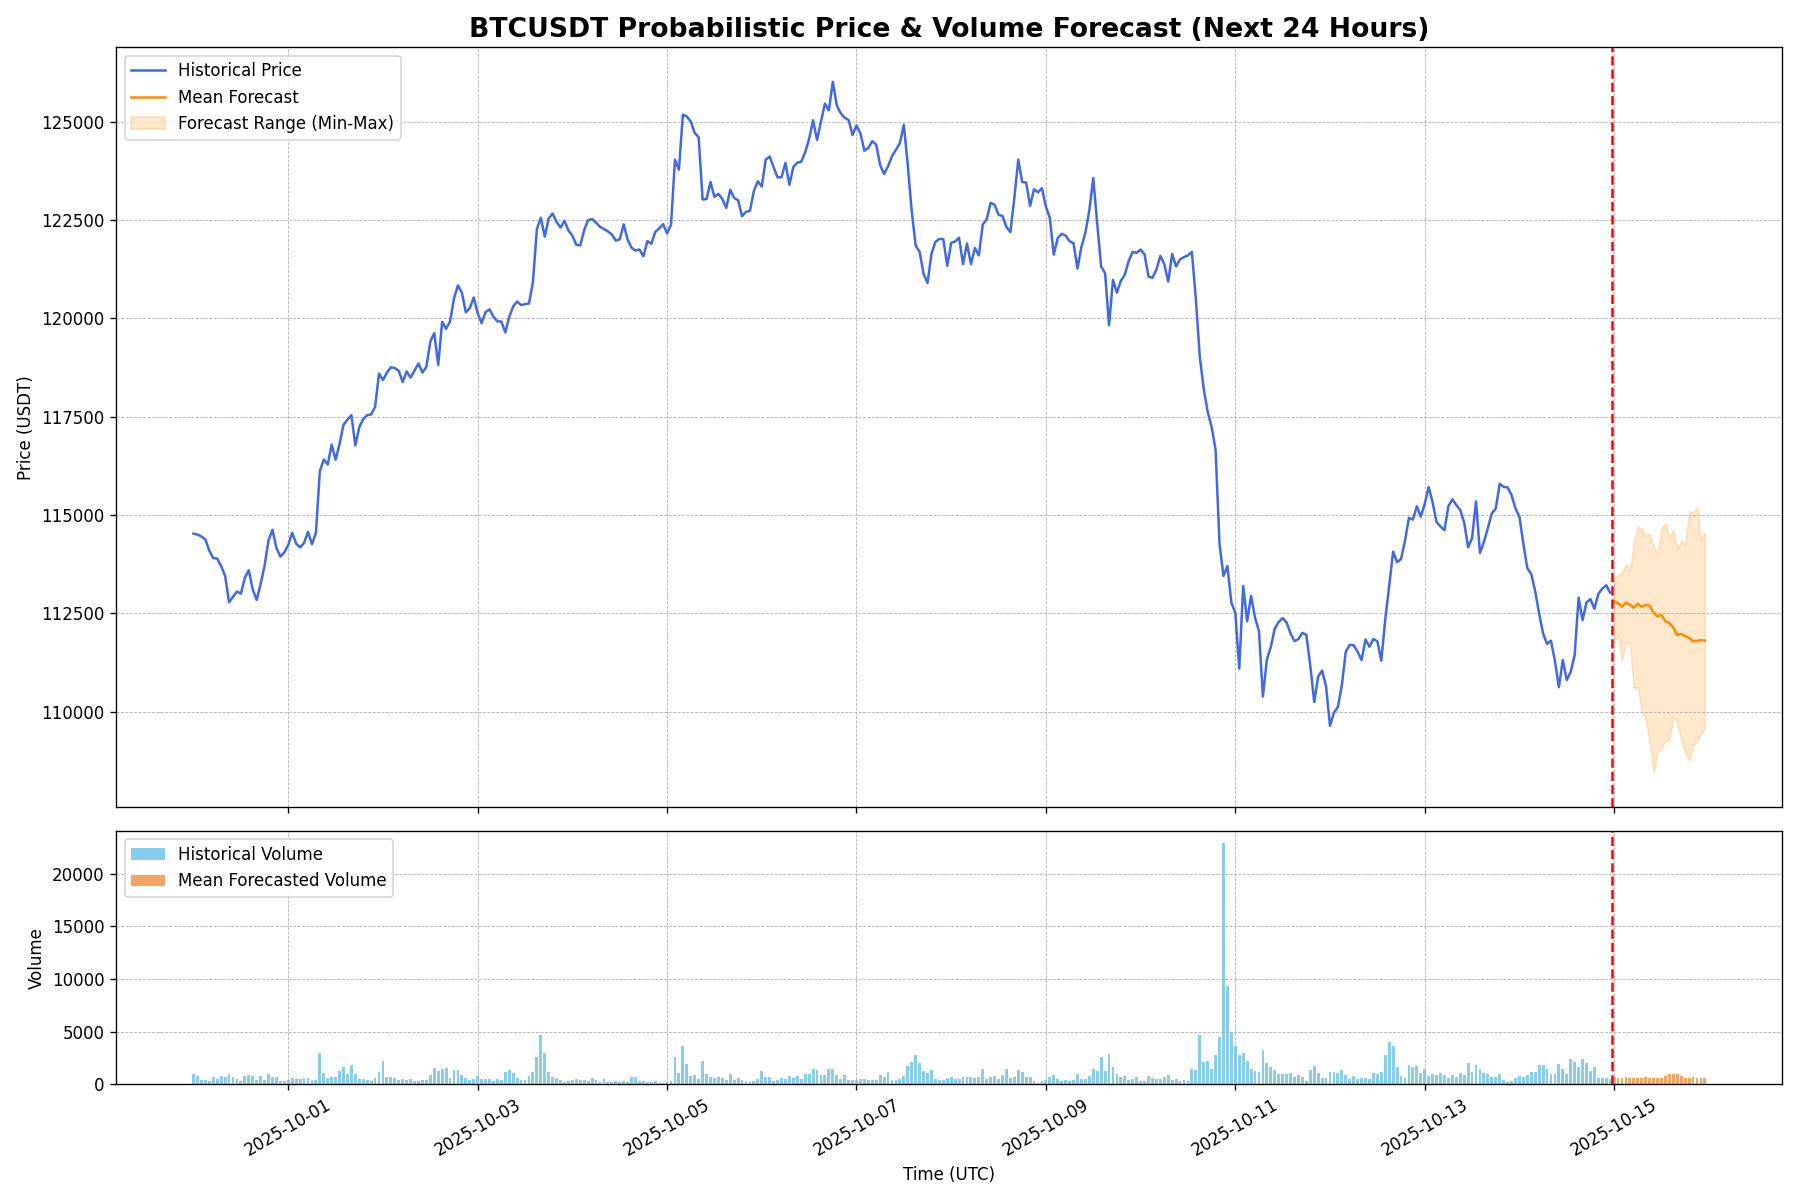 BTCUSDT Probabilistic Price & Volume Forecast (Next 24 Hours)
Historical Price
Mean Forecast
Forecast Range (Min-Max)
125000
122500
120000
117500
115000
112500
110000
Price (USDT)
Historical Volume
Mean Forecasted Volume
20000
15000
10000
5000
0
Volume
2025-10-01
2025-10-03
2025-10-05
2025-10-07
2025-10-09
2025-10-11
2025-10-13
2025-10-15
Time (UTC)